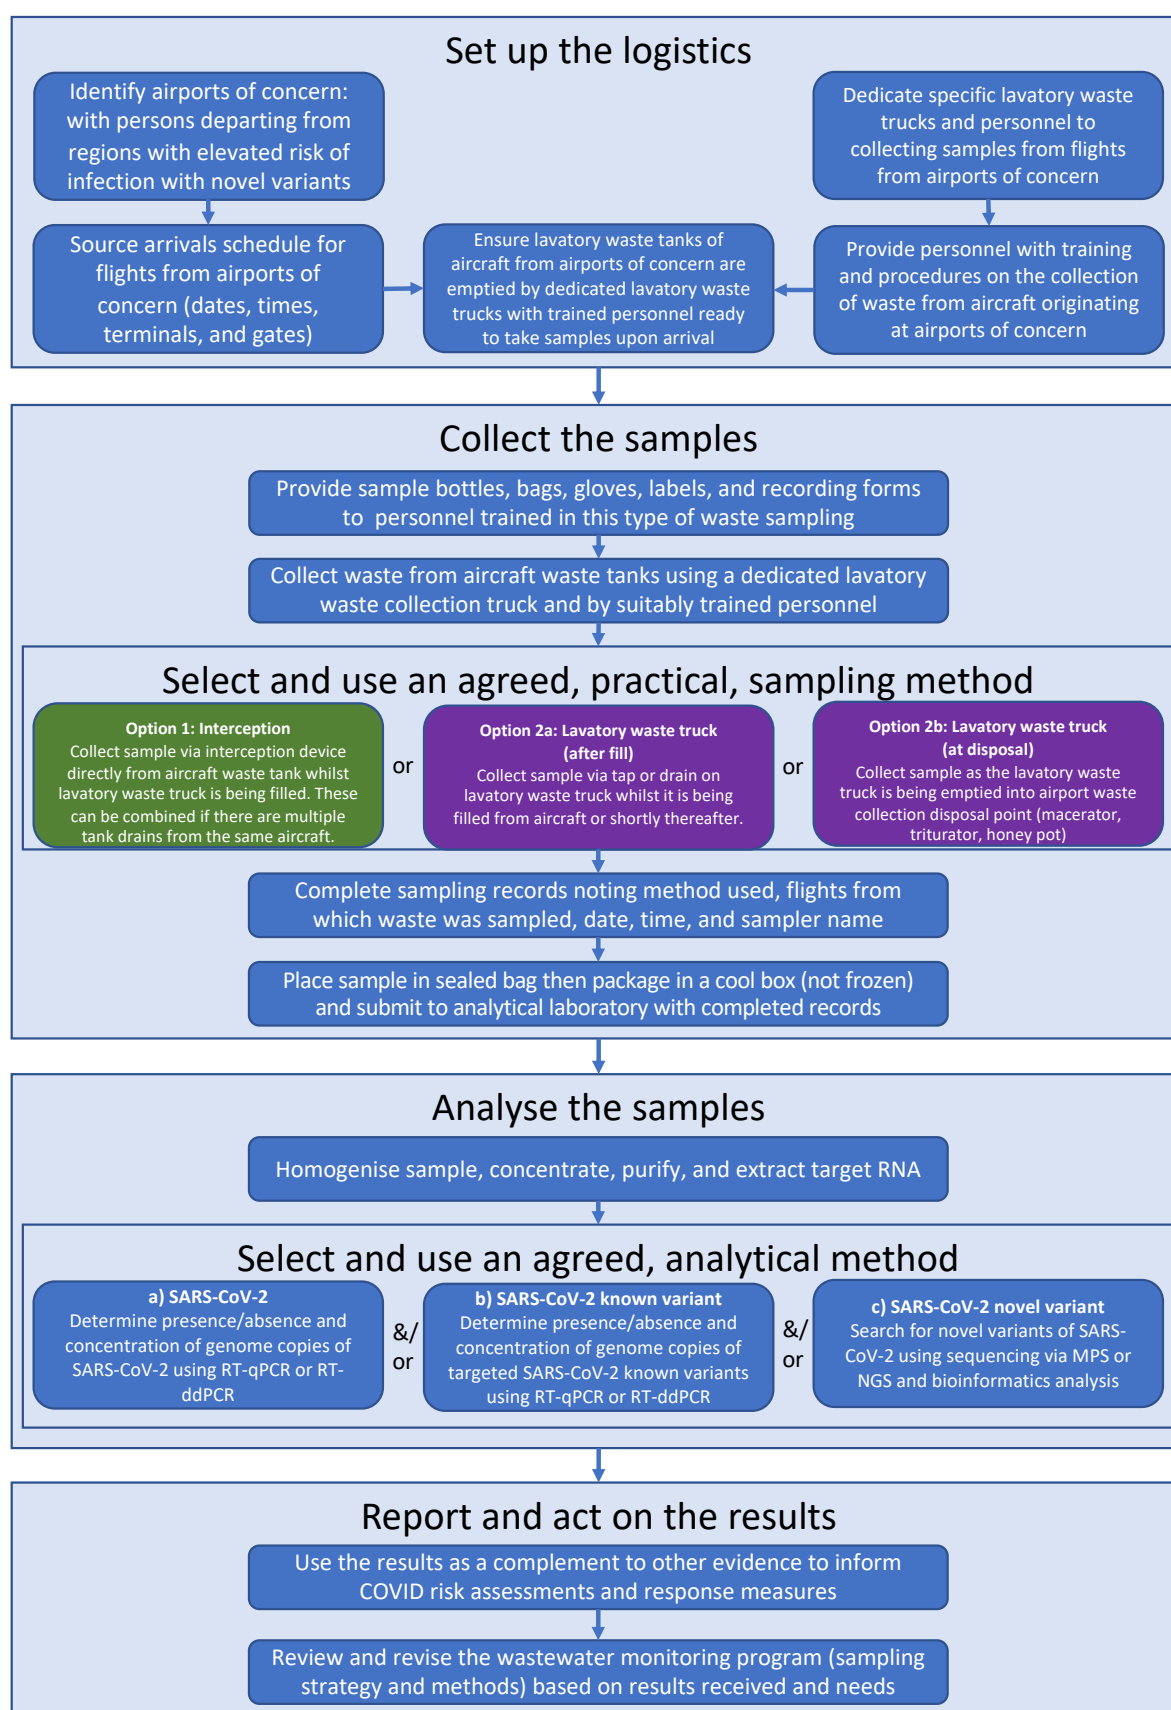 Set up the logistics
Identify airports of concern:
with persons departing from
regions with elevated risk of
infection with novel variants
Dedicate specific lavatory waste
trucks and personnel to
collecting samples from flights
from airports of concern
Source arrivals schedule for
flights from airports of
concern (dates, times,
terminals, and gates)
Ensure lavatory waste tanks of
aircraft from airports of concern are
emptied by dedicated lavatory waste
trucks with trained personnel ready
to take samples upon arrival
Provide personnel with training
and procedures on the collection
of waste from aircraft originating
at airports of concern
Collect the samples
Provide sample bottles, bags, gloves, labels, and recording forms
to personnel trained in this type of waste sampling
Collect waste from aircraft waste tanks using a dedicated lavatory
waste collection truck and by suitably trained personnel
Select and use an agreed, practical, sampling method
Option 1: Interception
Collect sample via interception device
directly from aircraft waste tank whilst
lavatory waste truck is being filled. These
can be combined if there are multiple
tank drains from the same aircraft.
or
Option 2a: Lavatory waste truck
(after fill)
Collect sample via tap or drain on
lavatory waste truck whilst it is being
filled from aircraft or shortly thereafter.
or
Option 2b: Lavatory waste truck
(at disposal)
Collect sample as the lavatory waste
truck is being emptied into airport waste
collection disposal point (macerator,
triturator, honey pot)
Complete sampling records noting method used, flights from
which waste was sampled, date, time, and sampler name
Place sample in sealed bag then package in a cool box (not frozen)
and submit to analytical laboratory with completed records
Analyse the samples
Homogenise sample, concentrate, purify, and extract target RNA
Select and use an agreed, analytical method
a) SARS-CoV-2
Determine presence/absence and
concentration of genome copies of
SARS-CoV-2 using RT-qPCR or RT-
ddPCR
&/
or
b) SARS-CoV-2 known variant
Determine presence/absence and
concentration of genome copies of
targeted SARS-CoV-2 known variants
using RT-qPCR or RT-ddPCR
&/
or
c) SARS-CoV-2 novel variant
Search for novel variants of SARS-
CoV-2 using sequencing via MPS or
NGS and bioinformatics analysis
Report and act on the results
Use the results as a complement to other evidence to inform
COVID risk assessments and response measures
Review and revise the wastewater monitoring program (sampling
strategy and methods) based on results received and needs